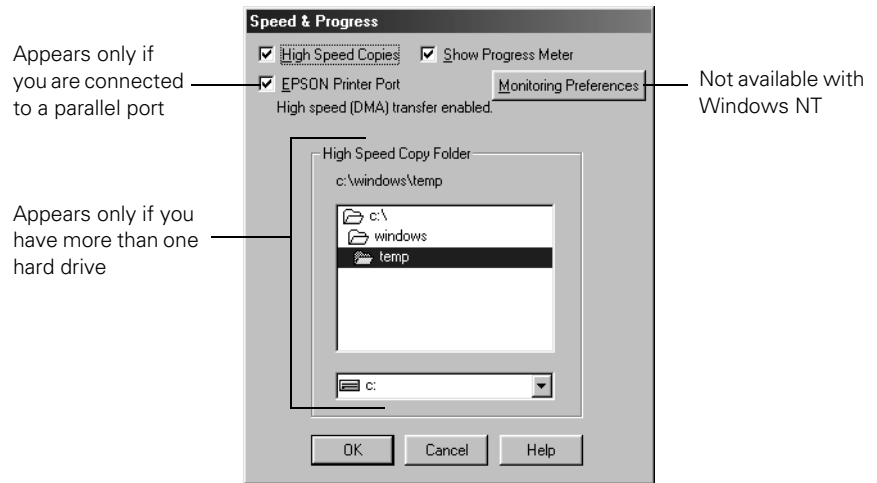 Speed & Progress
Appears only if
you are connected
to a parallel port
High Speed Copies
Show Progress Meter
EPSON Printer Port
Monitoring Preferences
High speed (DMA) transfer enabled.
Not available with
Windows NT
Appears only if you
have more than one
hard drive
High Speed Copy Folder
c:\windows\temp
c:\
windows
temp
c:
OK
Cancel
Help